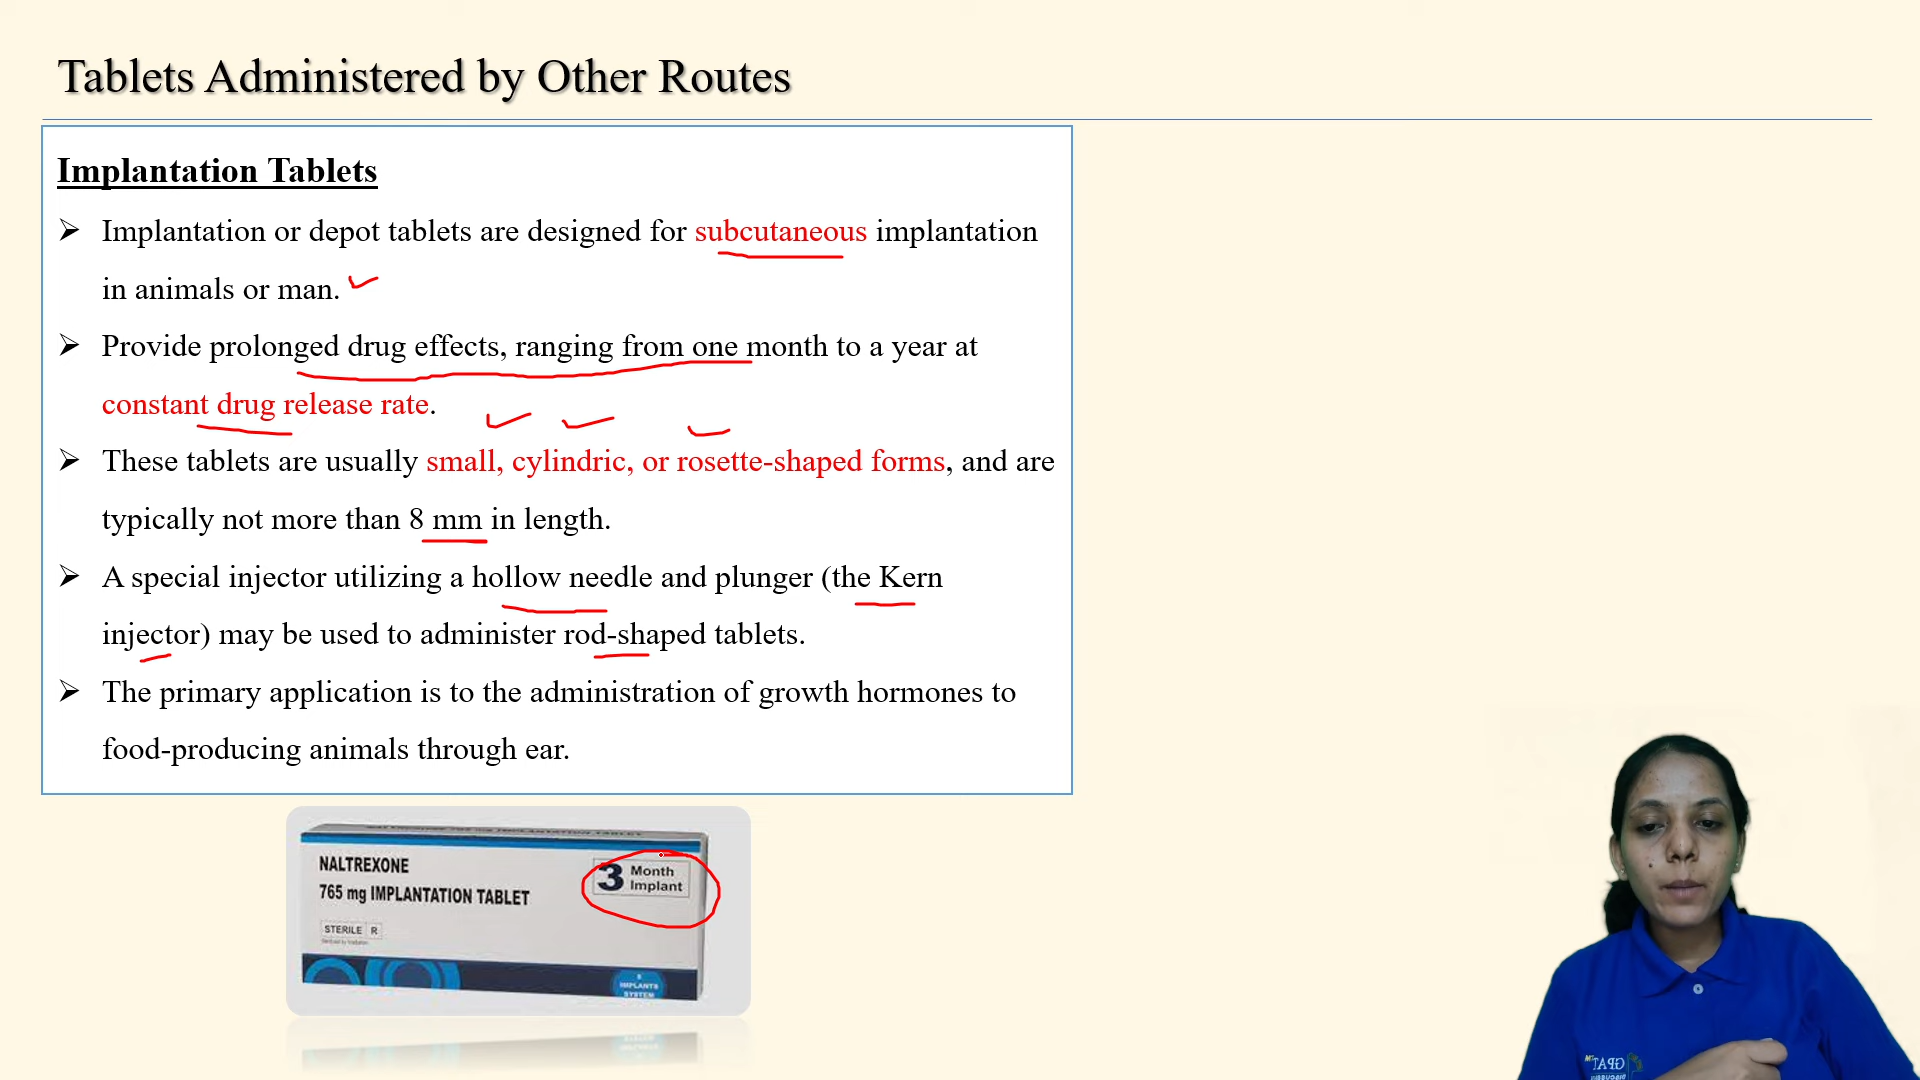 Tablets Administered by Other Routes
Implantation Tablets
➢ Implantation or depot tablets are designed for subcutaneous implantation
in animals or man.
➢ Provide prolonged drug effects, ranging from one month to a year at
constant drug release rate.
➢ These tablets are usually small, cylindric, or rosette-shaped forms, and are
typically not more than 8 mm in length.
➢ A special injector utilizing a hollow needle and plunger (the Kern
injector) may be used to administer rod-shaped tablets.
➢ The primary application is to the administration of growth hormones to
food-producing animals through ear.
NALTREXONE
765 mg IMPLANTATION TABLET
3 Month
Implant
STERILE R
IMPLANTS
SYSTEM
GPAT